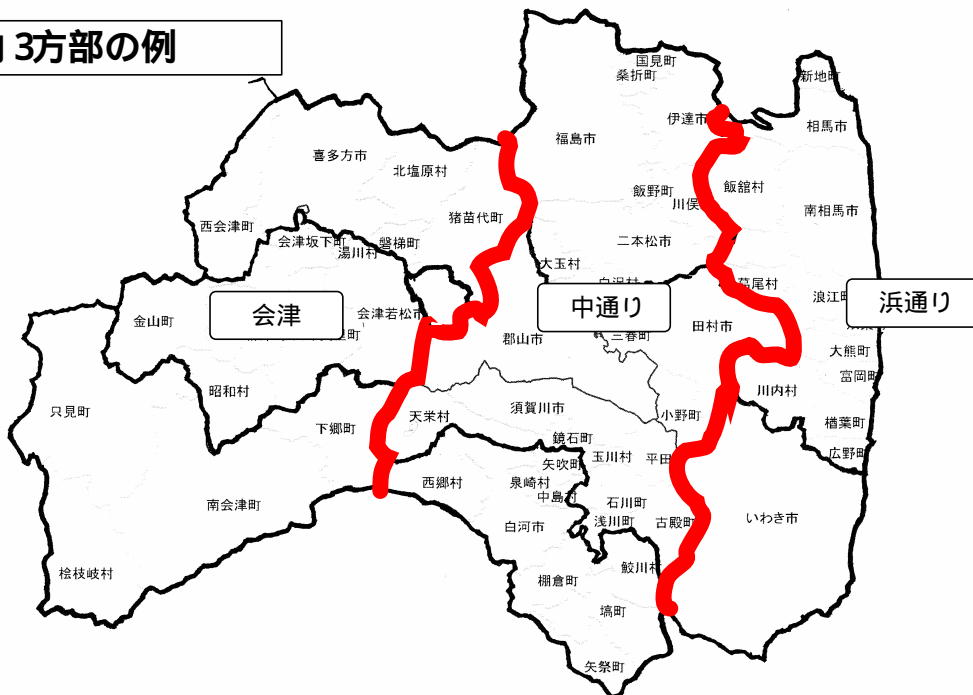 3方部の例
国見町
桑折町
新地町
伊達市
相馬市
福島市
喜多方市
北塩原村
飯野町
飯舘村
川俣
南相馬市
猪苗代町
西会津町
会津坂下町
湯川村
磐梯町
二本松市
大玉村
白沢村
葛尾村
浪江町
会津
中通り
浜通り
金山町
会津若松市
田村市
里町
三春町
郡山市
大熊町
富岡町
昭和村
川内村
只見町
下郷町
天栄村
須賀川市
小野町
楢葉町
鏡石町
玉川村
平田
広野町
矢吹町
西郷村
泉崎村
中島村
石川町
南会津町
白河市
浅川町
古殿町
いわき市
鮫川村
桧枝岐村
棚倉町
塙町
矢祭町